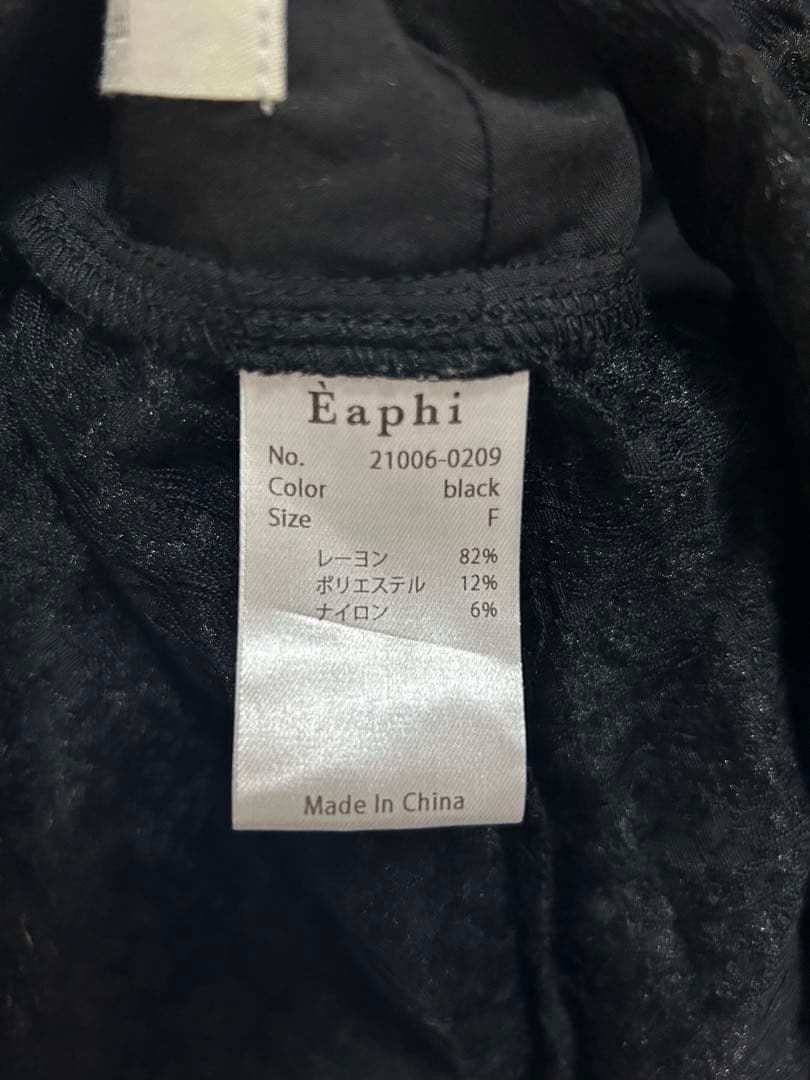 Èaphi
No. 21006-0209
Color black
Size F
レーヨン 82%
ポリエステル 12%
ナイロン 6%
Made In China